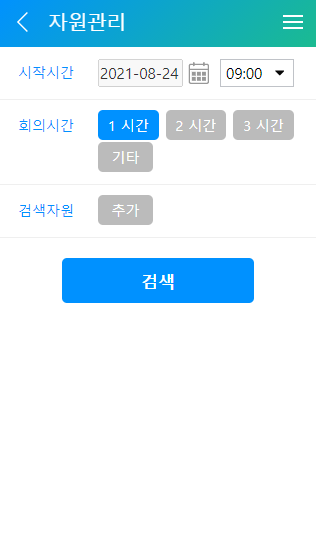 자원관리
시작시간 2021-08-24 09:00
회의시간 1 시간 2 시간 3 시간
기타
검색자원 추가
검색